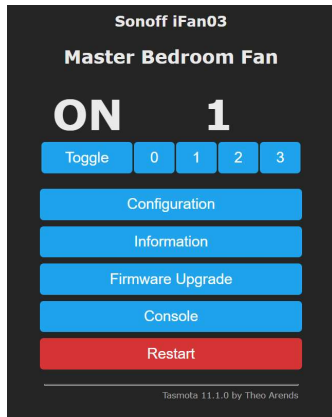 Sonoff iFan03
Master Bedroom Fan
ON 1
Toggle 0 1 2 3
Configuration
Information
Firmware Upgrade
Console
Restart
Tasmota 11.1.0 by Theo Arends